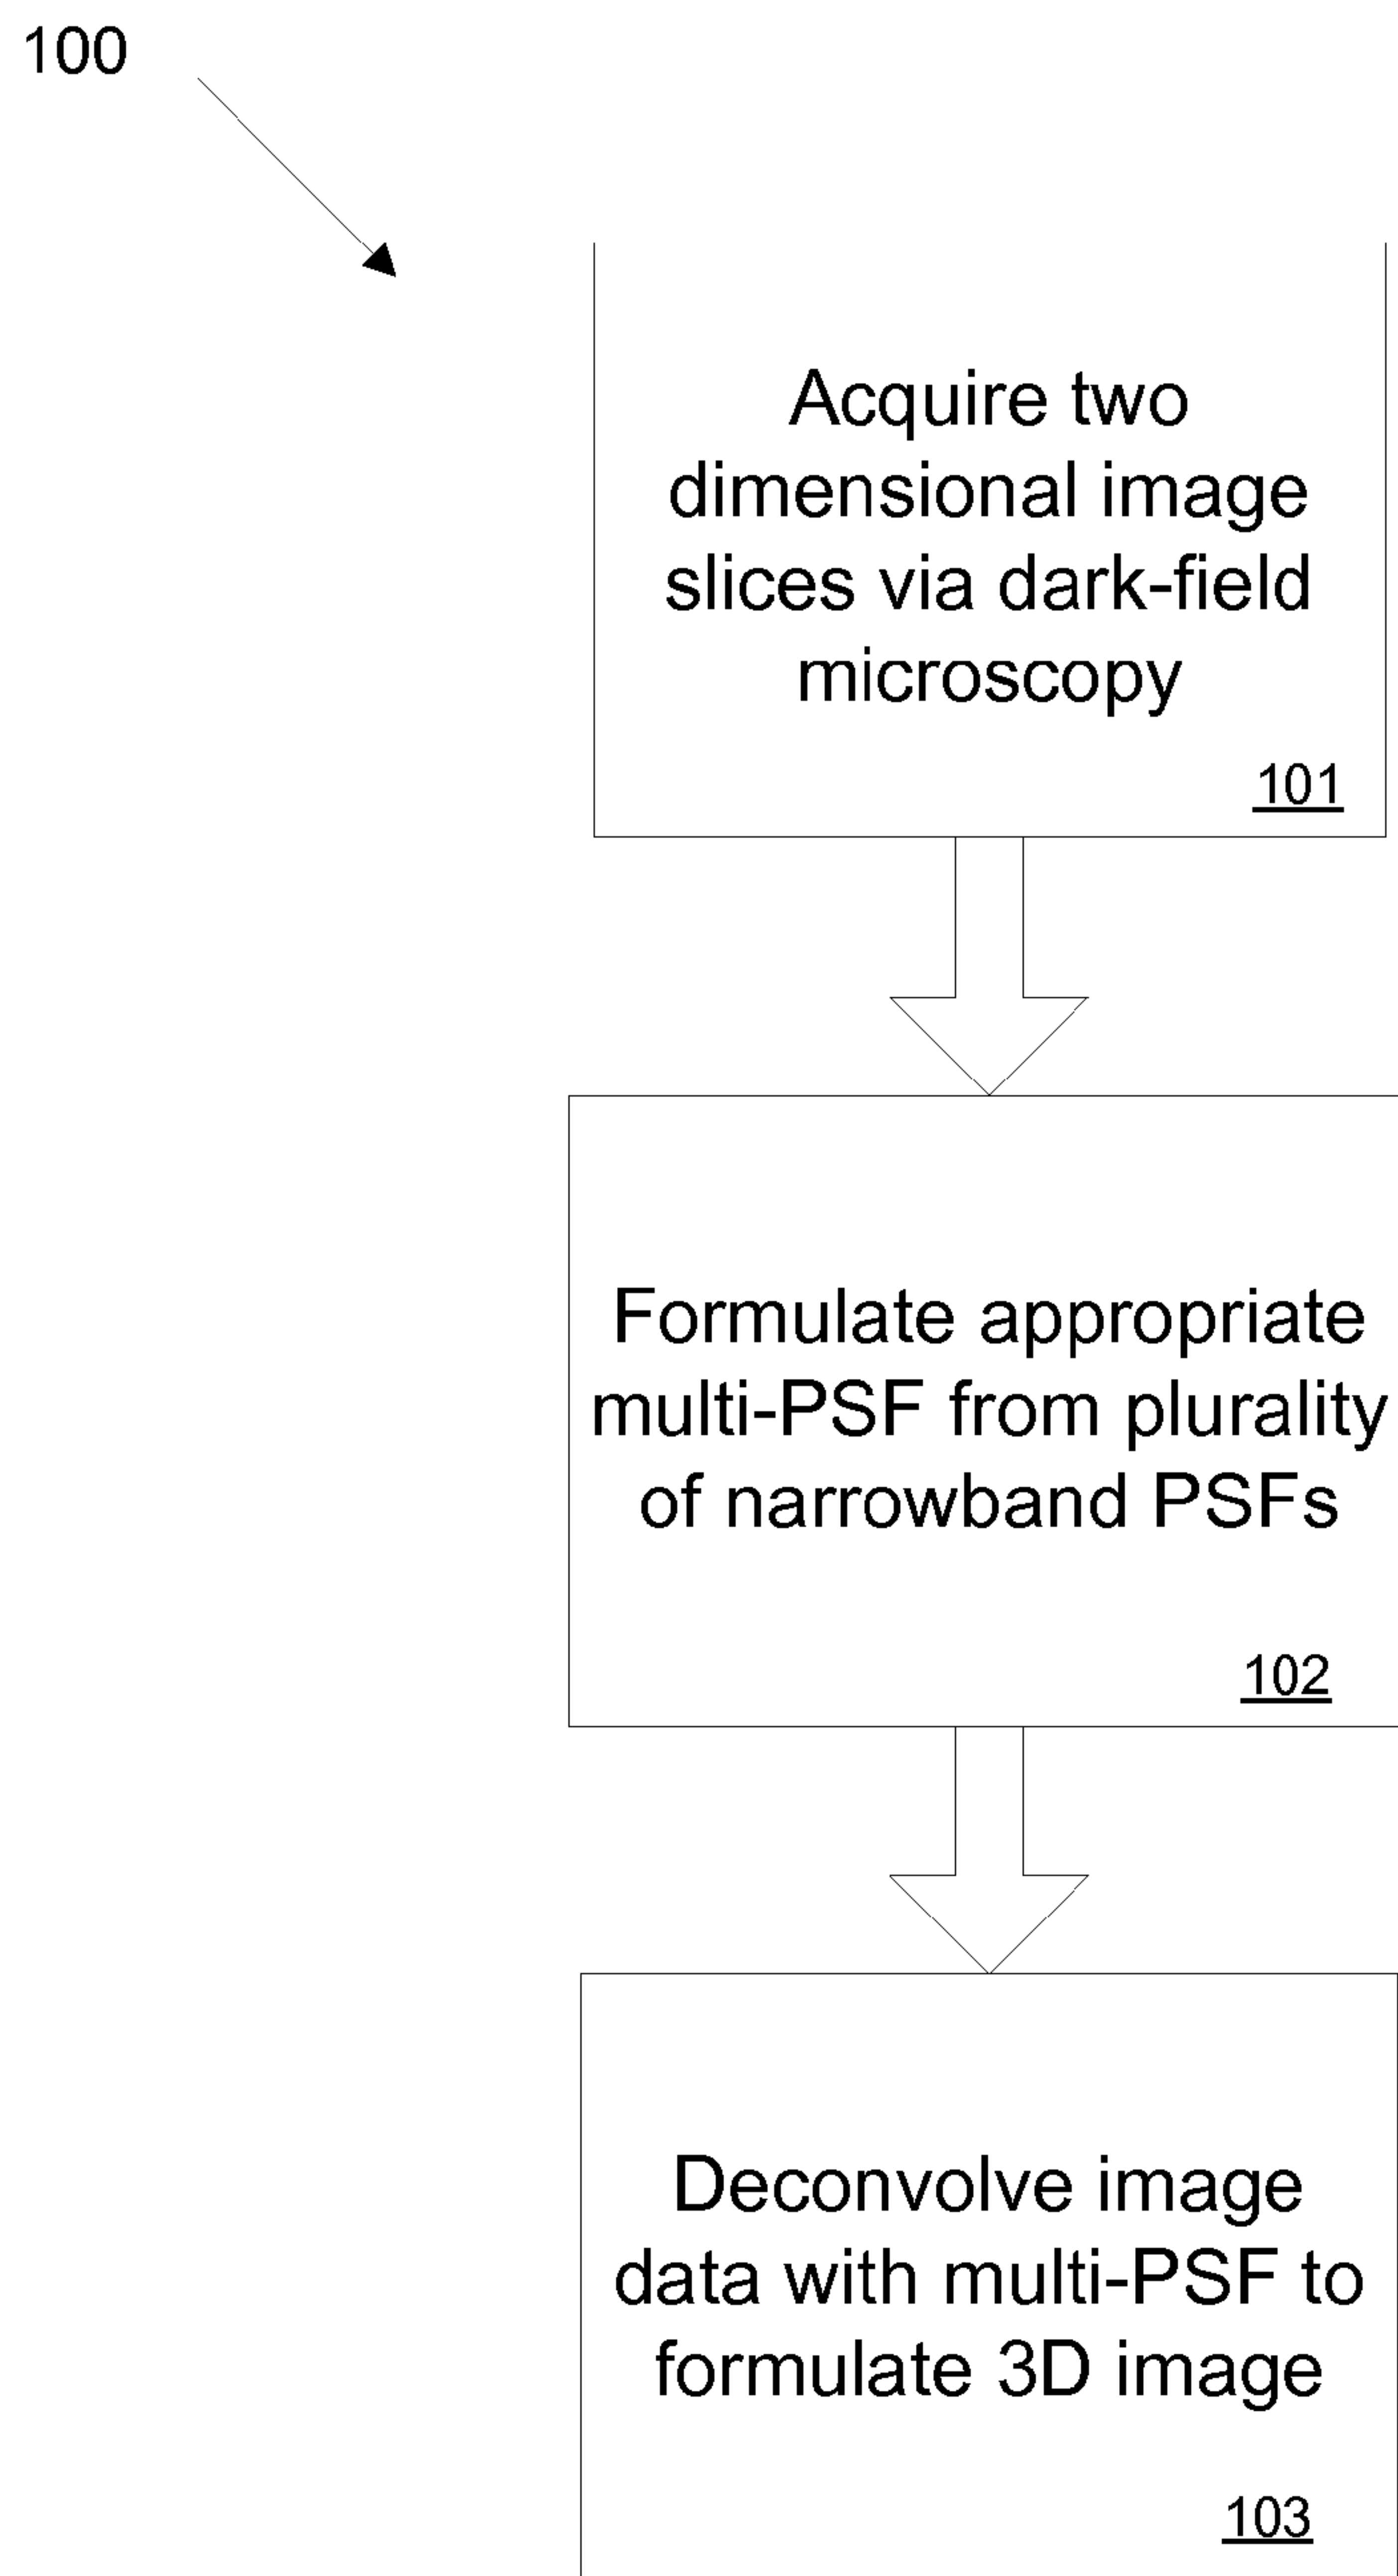 100
Acquire two
dimensional image
slices via dark-field
microscopy
101
Formulate appropriate
multi-PSF from plurality
of narrowband PSFs
102
Deconvolve image
data with multi-PSF to
formulate 3D image
103